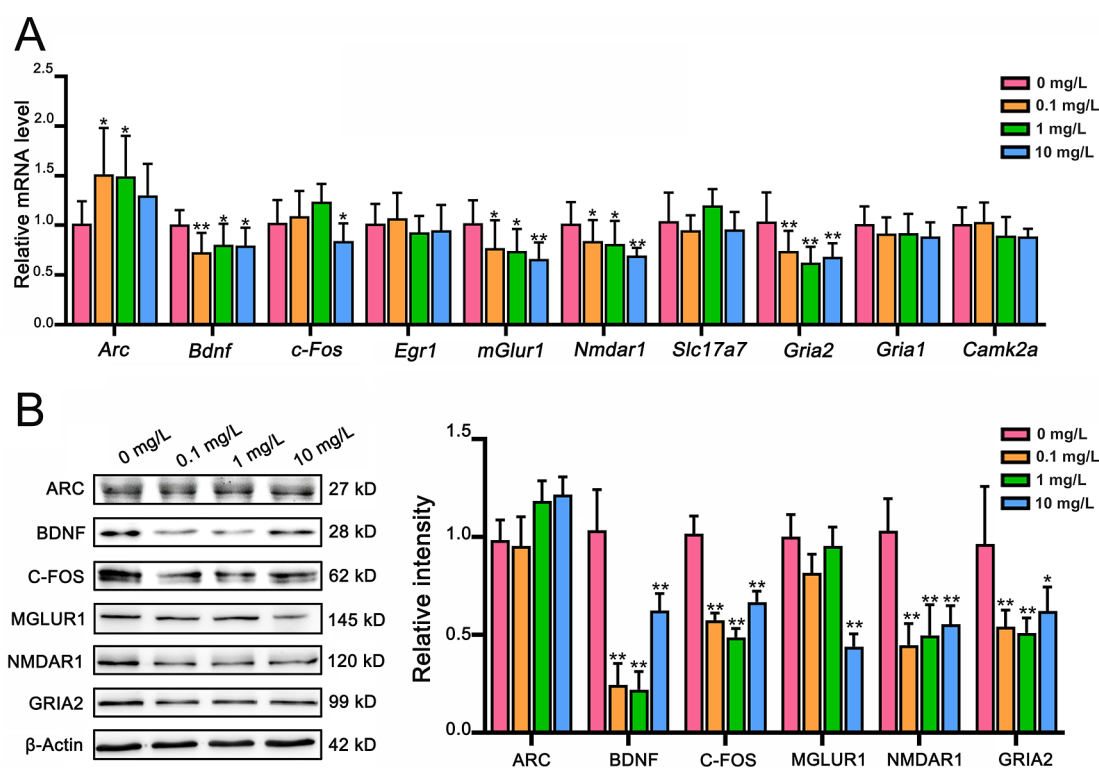 A
Relative mRNA level
2.5
2.0
1.5
1.0
0.5
0.0
* * ** * * * * * ** * * ** ** ** **
Arc Bdnf c-Fos Egr1 mGlur1 Nmdar1 Slc17a7 Gria2 Gria1 Camk2a
0 mg/L
0.1 mg/L
1 mg/L
10 mg/L
B
0 mg/L 0.1 mg/L 1 mg/L 10 mg/L
ARC 27 kD
BDNF 28 kD
C-FOS 62 kD
MGLUR1 145 kD
NMDAR1 120 kD
GRIA2 99 kD
β-Actin 42 kD
Relative intensity
1.5
1.0
0.5
0.0
** ** ** ** ** ** ** ** ** ** ** ** *
ARC BDNF C-FOS MGLUR1 NMDAR1 GRIA2
0 mg/L
0.1 mg/L
1 mg/L
10 mg/L